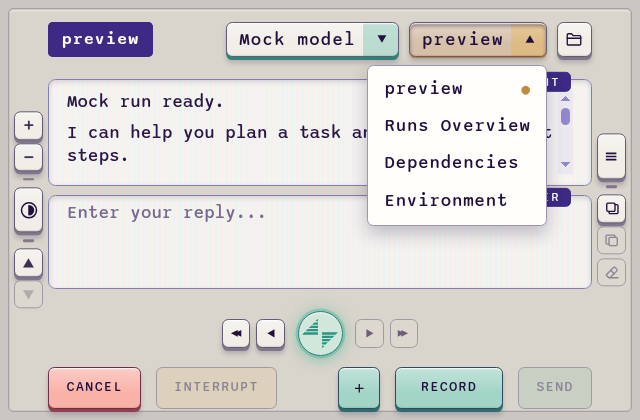 preview
Mock model
preview
Mock run ready.
I can help you plan a task
steps.
preview
Runs Overview
Dependencies
Environment
Enter your reply...
CANCEL
INTERRUPT
+
RECORD
SEND